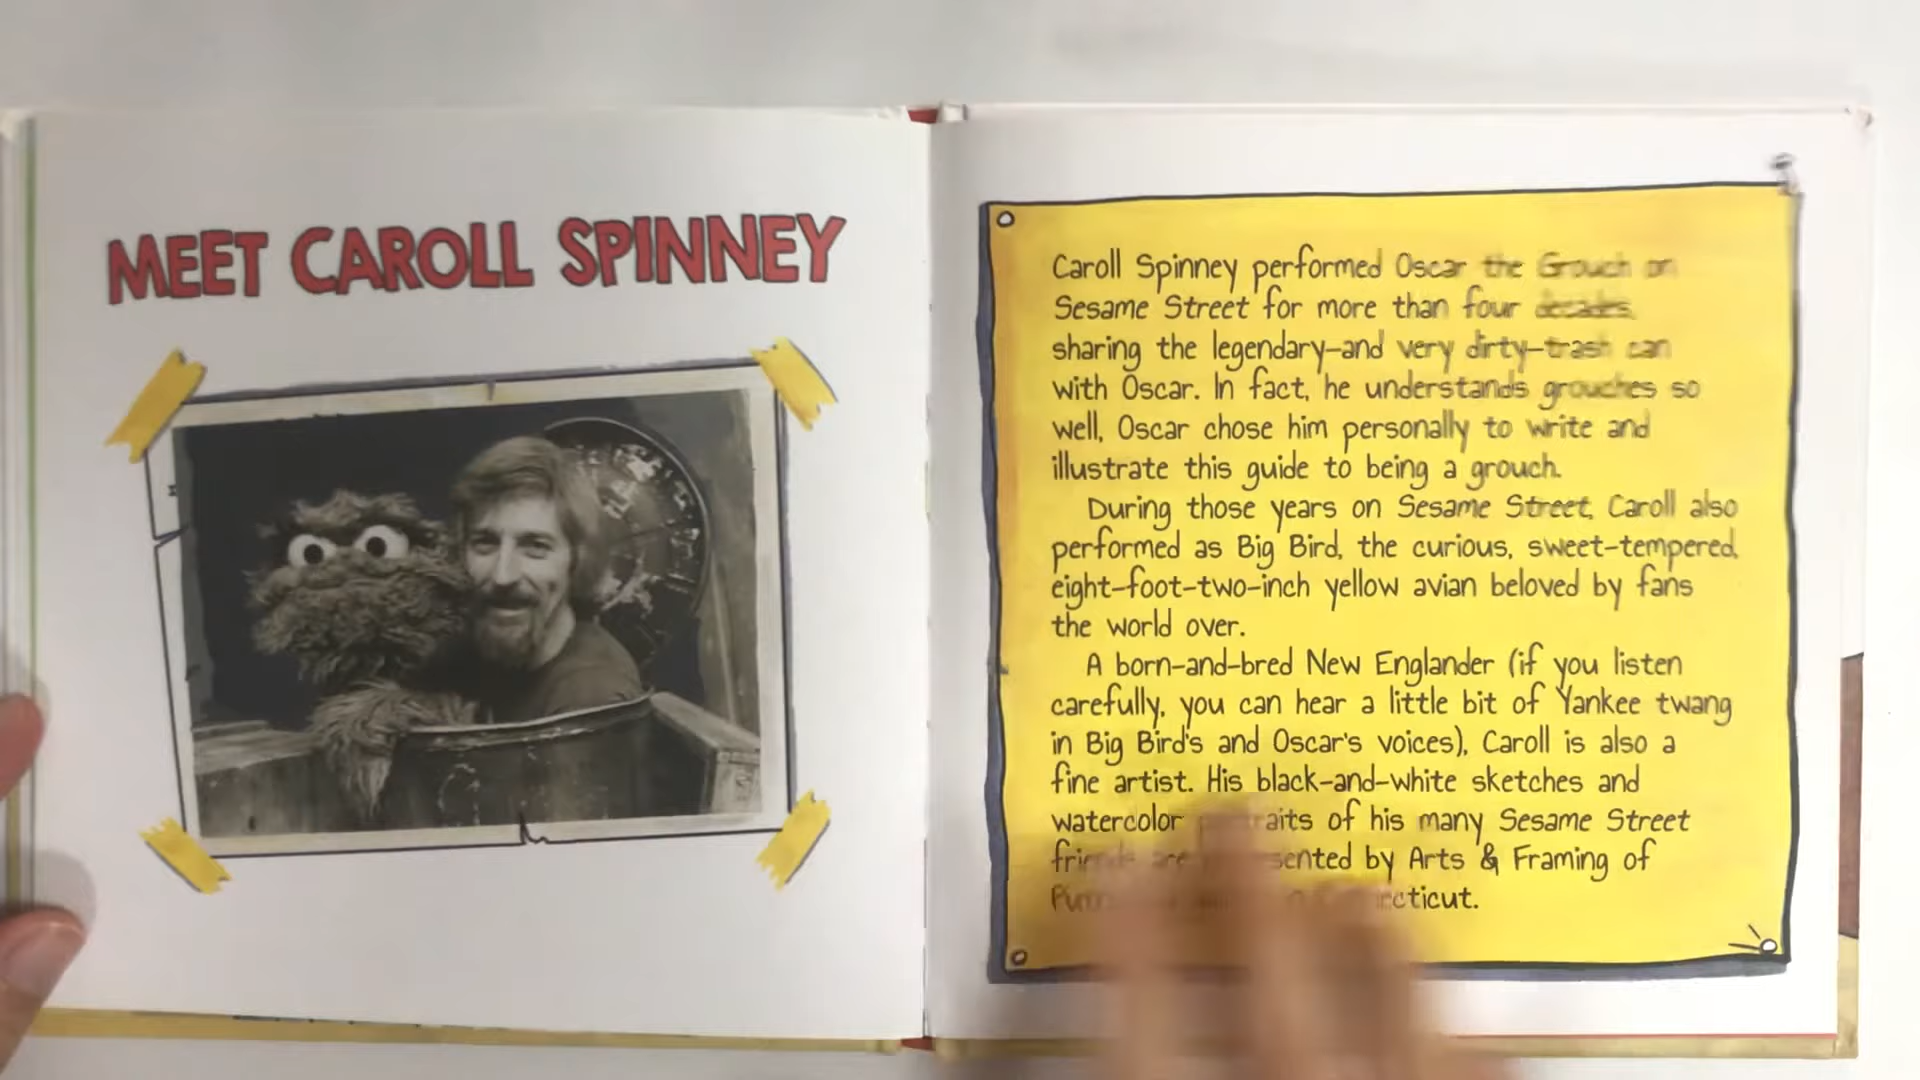 MEET CAROLL SPINNEY
Caroll Spinney performed Oscar the Grouch on
Sesame Street for more than four decades,
sharing the legendary-and very dirty-trash can
with Oscar. In fact, he understands grouches so
well, Oscar chose him personally to write and
illustrate this guide to being a grouch.
During those years on Sesame Street, Caroll also
performed as Big Bird, the curious, sweet-tempered,
eight-foot-two-inch yellow avian beloved by fans
the world over.
A born-and-bred New Englander (if you listen
carefully, you can hear a little bit of Yankee twang
in Big Bird's and Oscar's voices), Caroll is also a
fine artist. His black-and-white sketches and
watercolor portraits of his many Sesame Street
friends are by Arts & Framing of